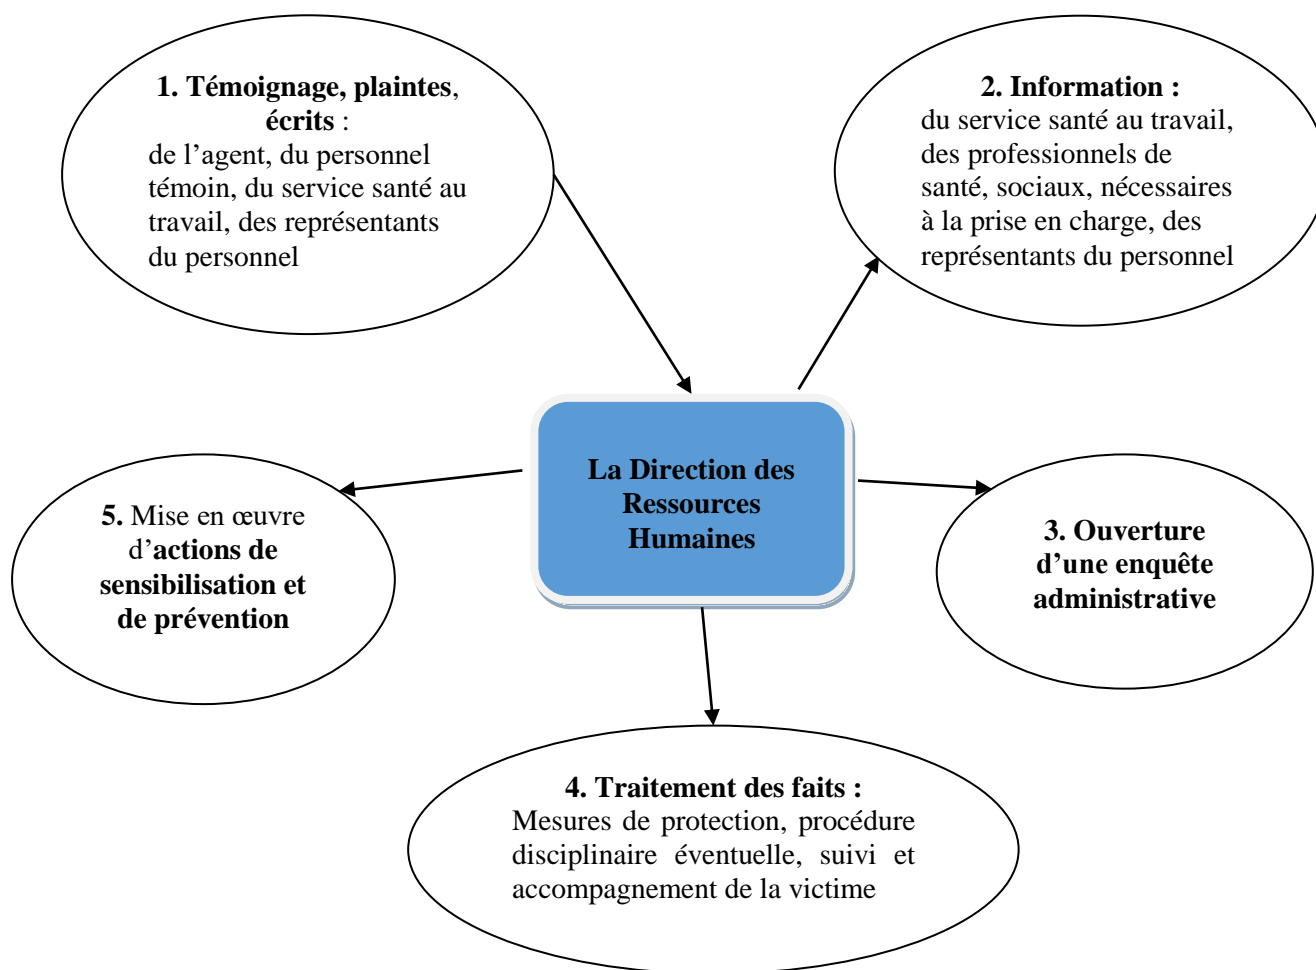 1. Témoignage, plaintes,
écrits :
de l’agent, du personnel
témoin, du service santé au
travail, des représentants
du personnel
2. Information :
du service santé au travail,
des professionnels de
santé, sociaux, nécessaires
à la prise en charge, des
représentants du personnel
La Direction des
Ressources
Humaines
3. Ouverture
d’une enquête
administrative
4. Traitement des faits :
Mesures de protection, procédure
disciplinaire éventuelle, suivi et
accompagnement de la victime
5. Mise en œuvre
d’actions de
sensibilisation et
de prévention